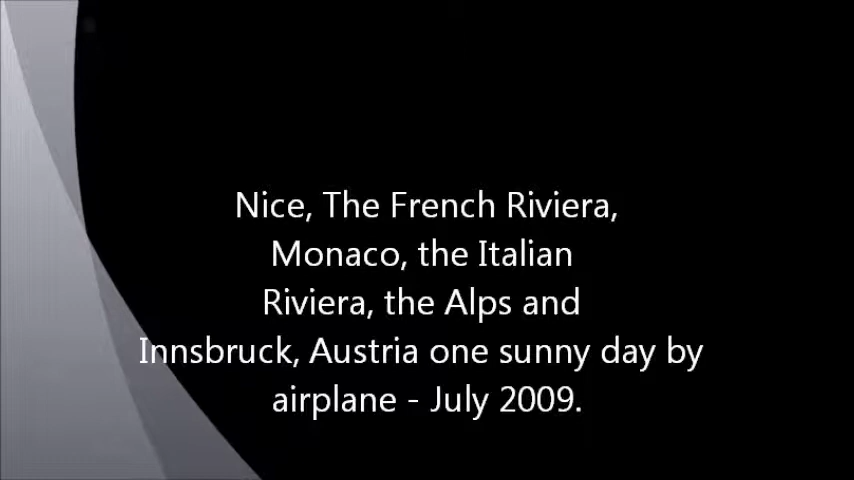 Nice, The French Riviera,
Monaco, the Italian
Riviera, the Alps and
Innsbruck, Austria one sunny day by
airplane - July 2009.